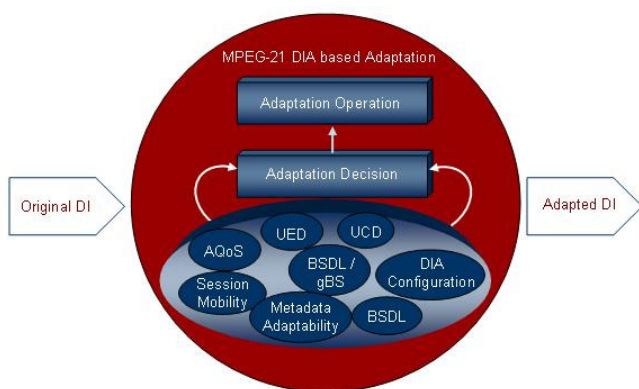 MPEG-21 DIA based Adaptation
Adaptation Operation
Adaption Decision
Original DI
Adapted DI
UED
UCD
AQoS
BSDL /
gBS
DIA
Configuration
Session
Mobility
Metadata
Adaptability
BSDL